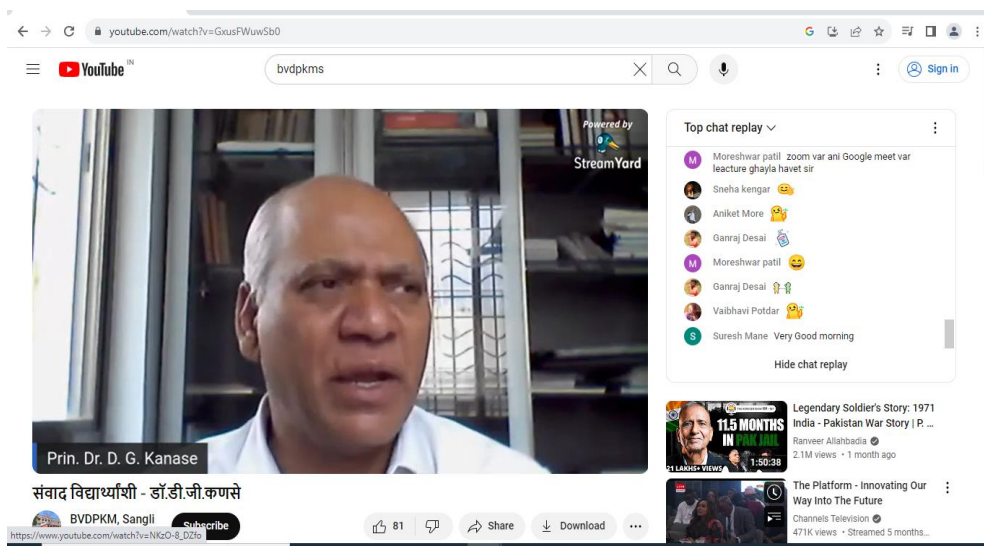 youtube.com/watch?v=GxusFWuwSb0
YouTube IN
bvdpkms
Sign in
Powered by
StreamYard
Prin. Dr. D. G. Kanase
संवाद विद्यार्थ्यांशी - डॉ.डी.जी.कणसे
BVDPKM, Sangli
Subscribe
81
Share
Download
https://www.youtube.com/watch?v=NKzO-8_DZfo
Top chat replay
Moreshwar patil zoom var ani Google meet var
leacture ghayla havet sir
Sneha kengar
Aniket More
Ganraj Desai
Moreshwar patil
Ganraj Desai
Vaibhavi Potdar
Suresh Mane Very Good morning
Hide chat replay
11.5 MONTHS
IN PAK JAIL
21 LAKHS+ VIEWS
1:50:38
Legendary Soldier's Story: 1971
India - Pakistan War Story | P. ...
Ranveer Allahbadia
2.1M views • 1 month ago
LIVE
The Platform - Innovating Our
Way Into The Future
Channels Television
471K views • Streamed 5 months...